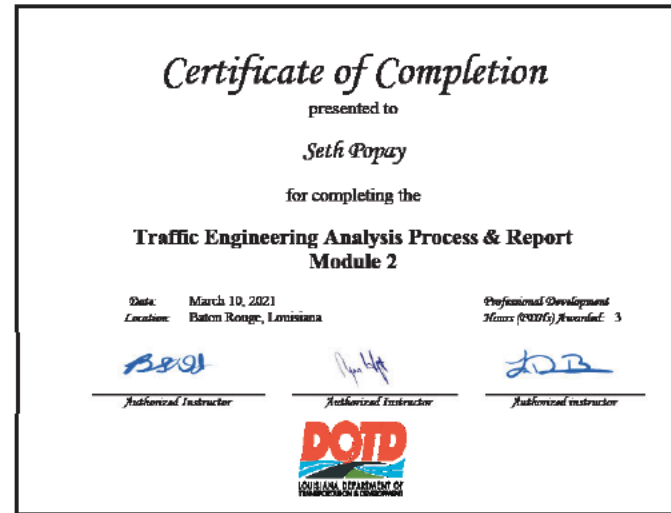 Certificate of Completion
presented to
Seth Popay
for completing the
Traffic Engineering Analysis Process & Report
Module 2
Date: March 10, 2021
Location: Baton Rouge, Louisiana
Professional Development
Hours (PDHs) Awarded: 3
Authorized Instructor
Authorized Instructor
Authorized instructor
DOTD
LOUISIANA DEPARTMENT OF
TRANSPORTATION & DEVELOPMENT